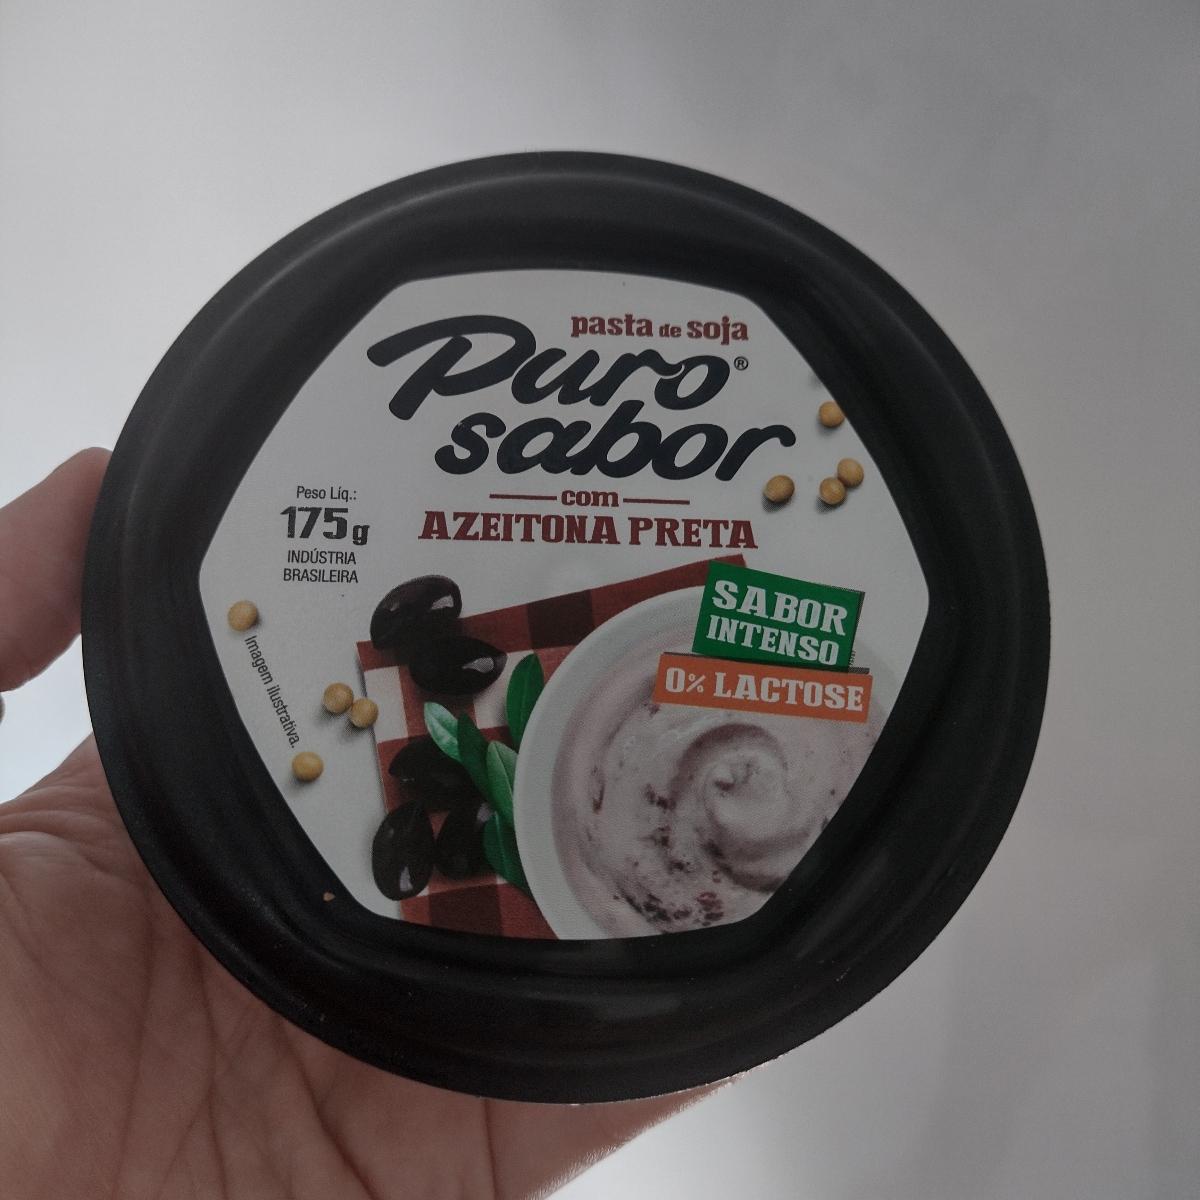 pasta de soja
Puro®
sabor
com
AZEITONA PRETA
Peso Líq.:
175g
INDÚSTRIA
BRASILEIRA
SABOR
INTENSO
0% LACTOSE
Imagem ilustrativa.